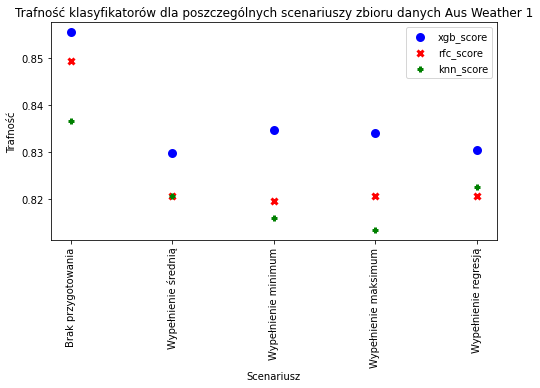 Trafność klasyfikatorów dla poszczególnych scenariuszy zbioru danych Aus Weather 1
xgb_score
rfc_score
knn_score
Trafność
0.85
0.84
0.83
0.82
Brak przygotowania
Wypełnienie średnią
Wypełnienie minimum
Wypełnienie maksimum
Wypełnienie regresją
Scenariusz